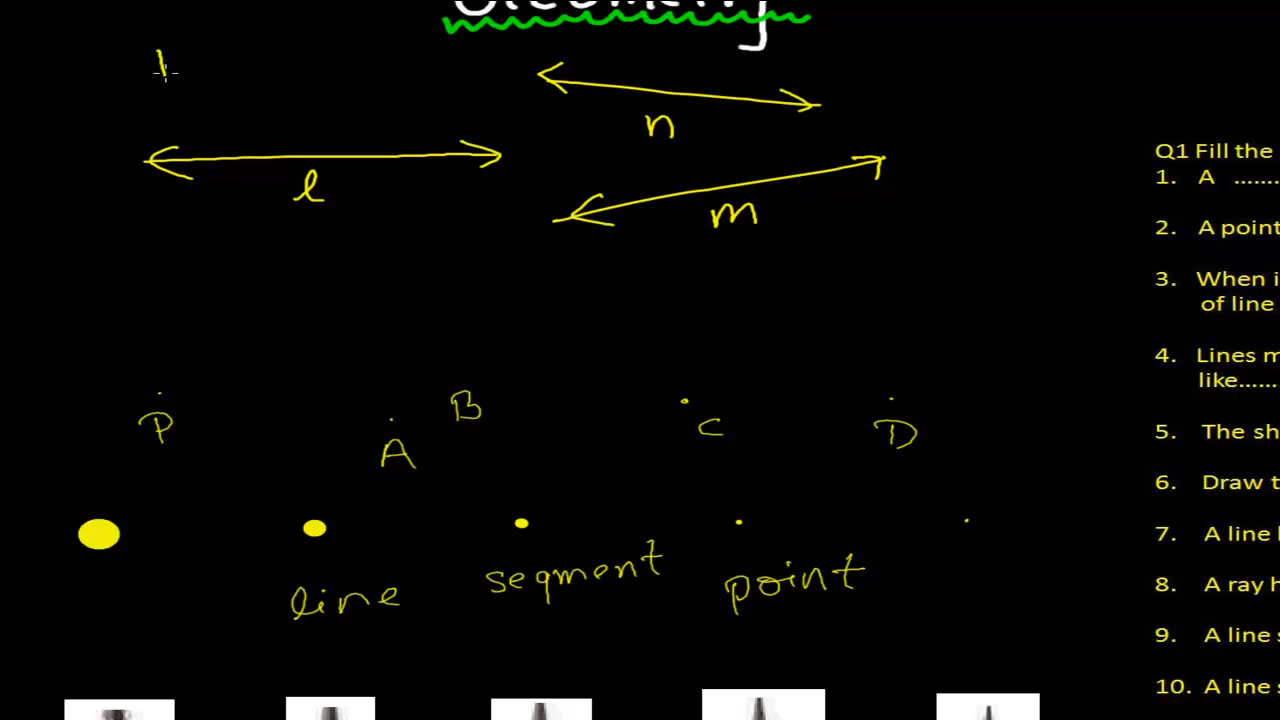 Geometry
n
l
m
P
A
B
C
D
line
segment
point
Q1 Fill the
1. A .......
2. A point
3. When i
of line
4. Lines m
like......
5. The sh
6. Draw t
7. A line
8. A ray h
9. A line s
10. A line s